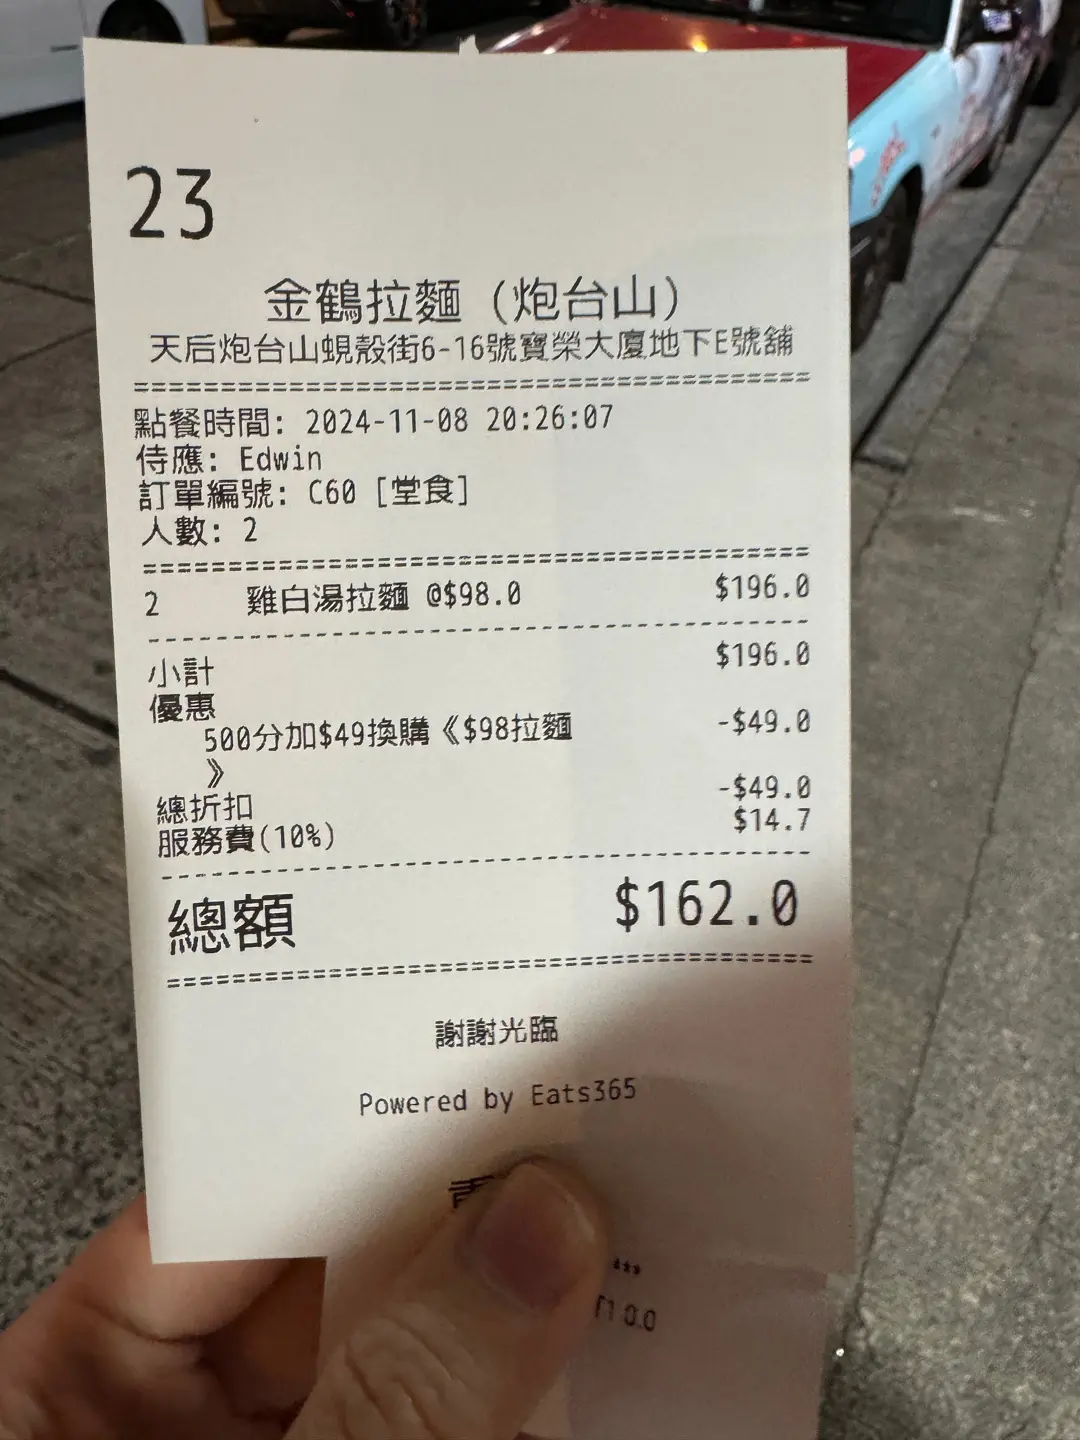 23
金鶴拉麵 (炮台山)
天后炮台山蜆殼街6-16號寶榮大廈地下E號舖
======================================
點餐時間: 2024-11-08 20:26:07
侍應: Edwin
訂單編號: C60 [堂食]
人數: 2
======================================
2 雞白湯拉麵 @$98.0 $196.0
小計 $196.0
優惠
500分加$49換購《$98拉麵 -$49.0
》
總折扣 -$49.0
服務費(10%) $14.7
總額 $162.0
======================================
謝謝光臨
Powered by Eats365
***